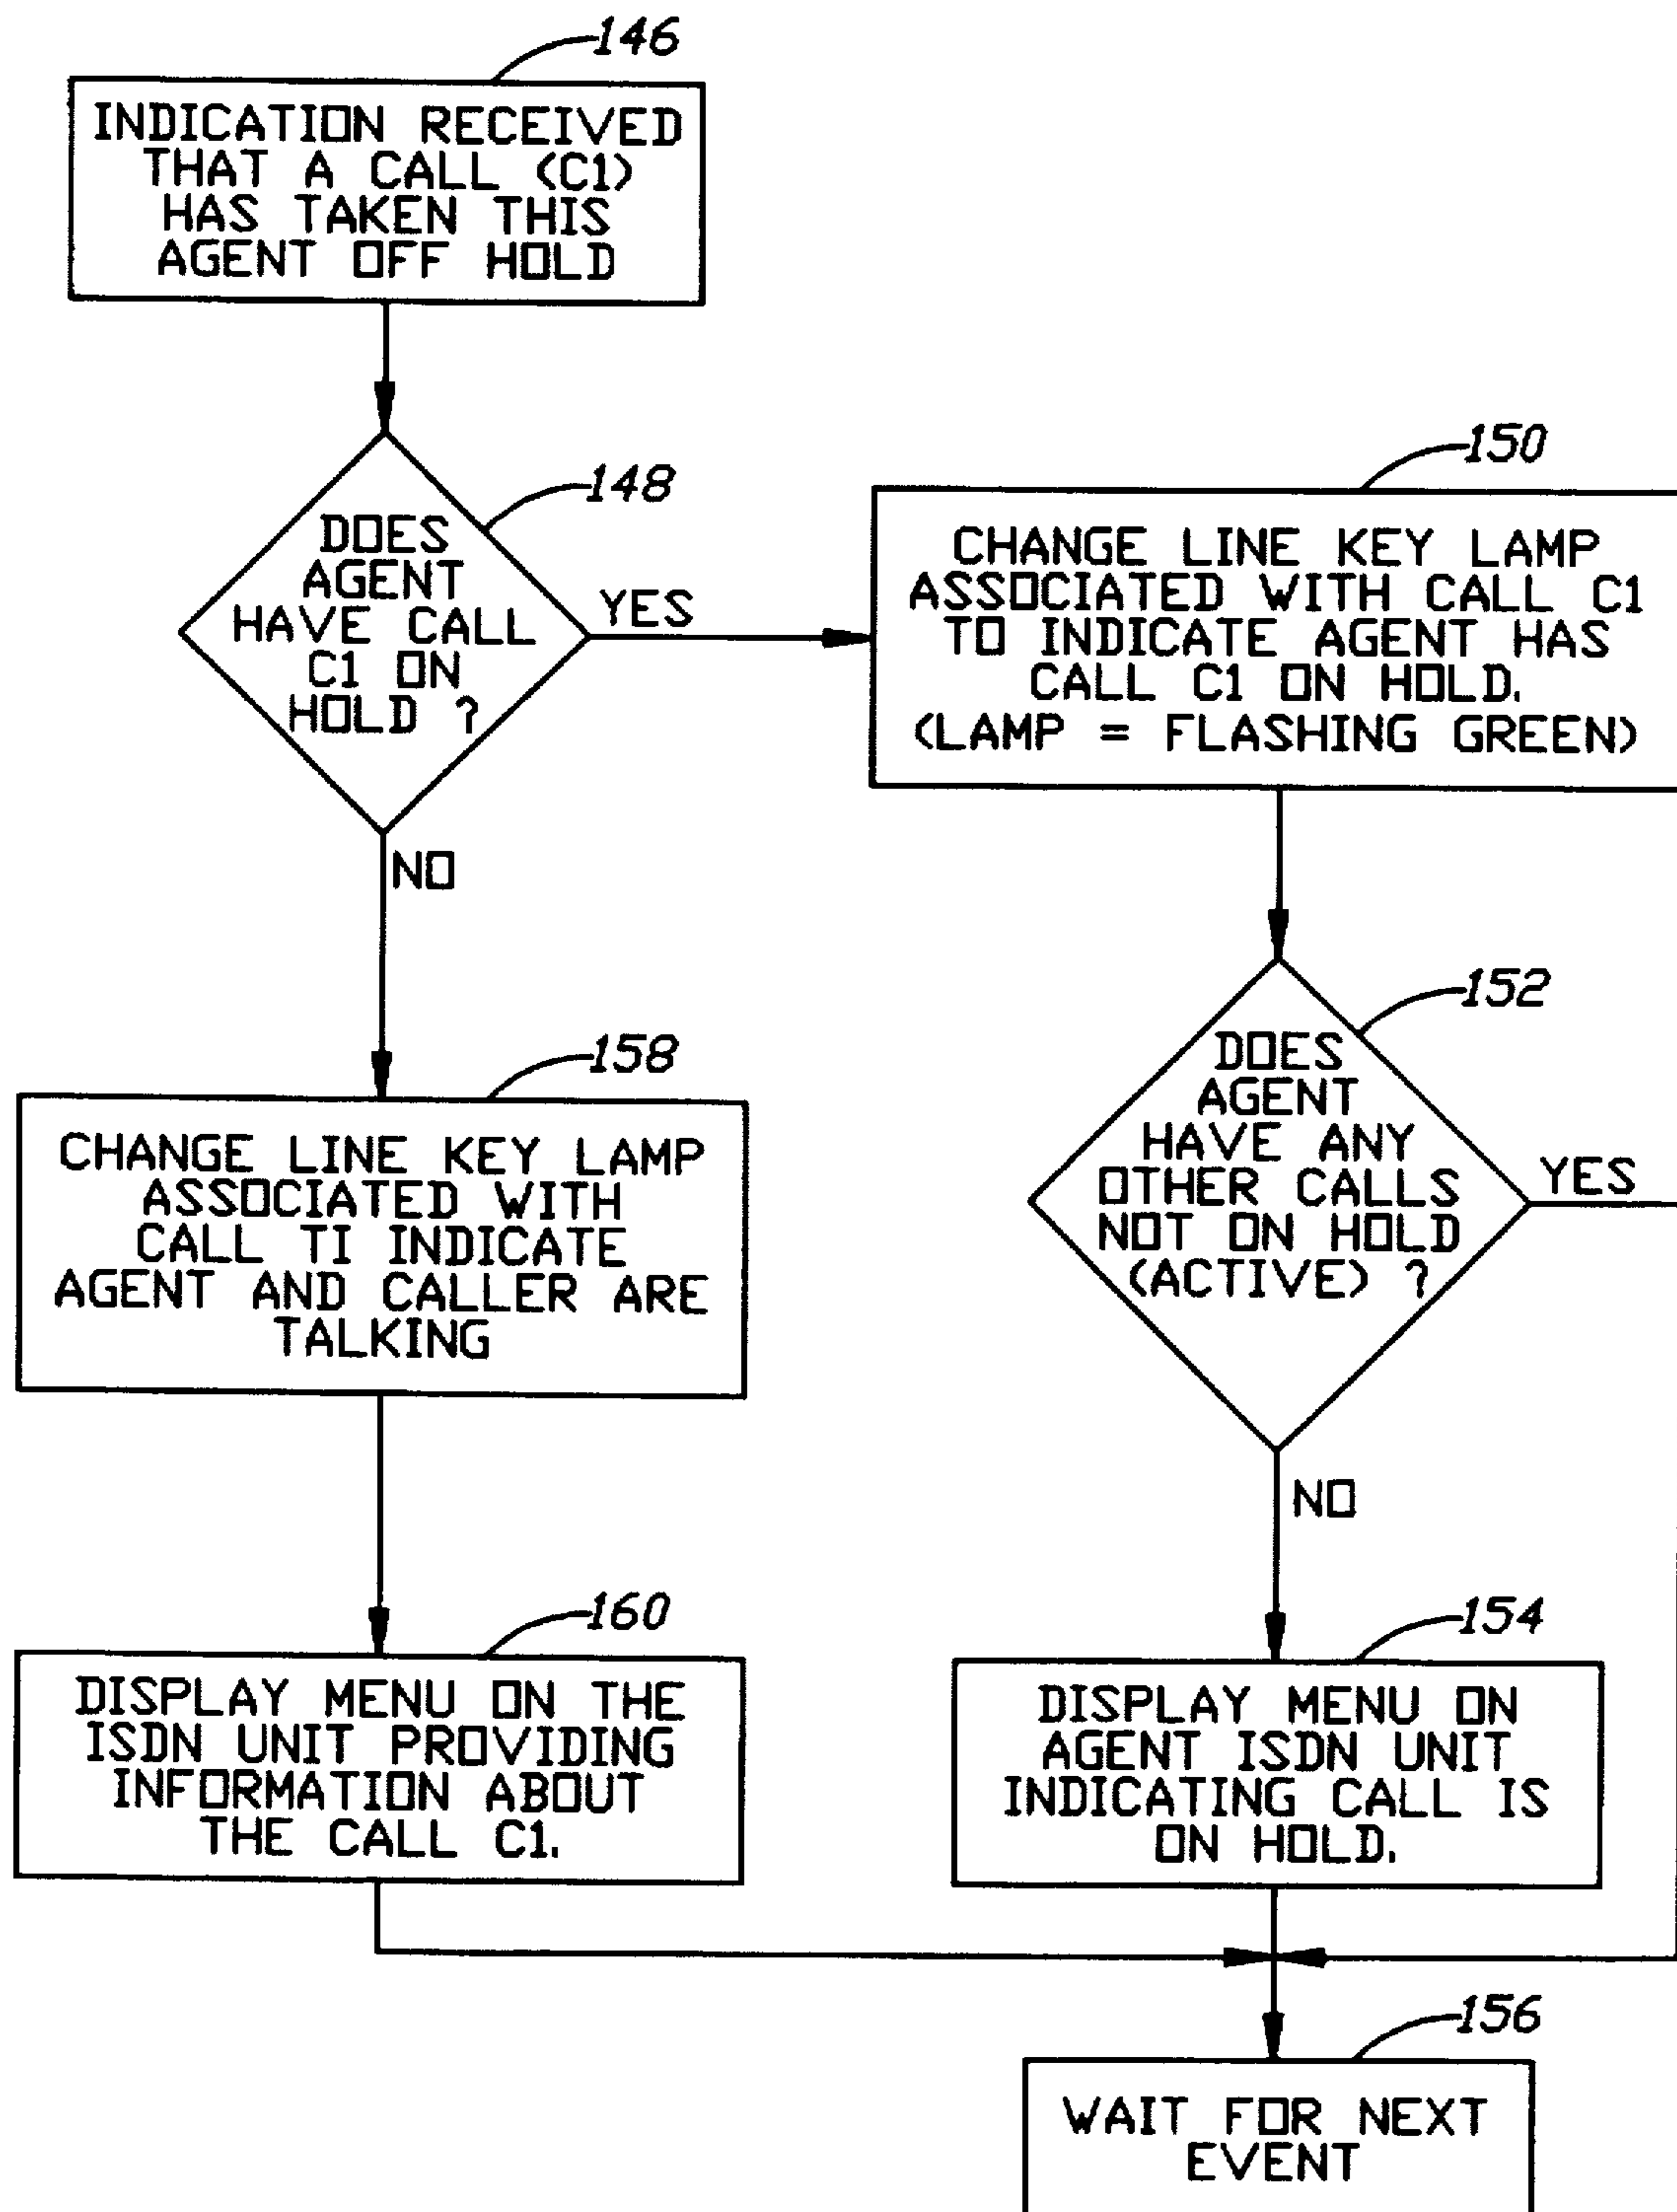 146
INDICATION RECEIVED
THAT A CALL (C1)
HAS TAKEN THIS
AGENT OFF HOLD
148
DOES
AGENT
HAVE CALL
C1 ON
HOLD ?
YES
NO
150
CHANGE LINE KEY LAMP
ASSOCIATED WITH CALL C1
TO INDICATE AGENT HAS
CALL C1 ON HOLD.
(LAMP = FLASHING GREEN)
152
DOES
AGENT
HAVE ANY
OTHER CALLS
NOT ON HOLD
(ACTIVE) ?
YES
NO
158
CHANGE LINE KEY LAMP
ASSOCIATED WITH
CALL TI INDICATE
AGENT AND CALLER ARE
TALKING
160
DISPLAY MENU ON THE
ISDN UNIT PROVIDING
INFORMATION ABOUT
THE CALL C1.
154
DISPLAY MENU ON
AGENT ISDN UNIT
INDICATING CALL IS
ON HOLD.
156
WAIT FOR NEXT
EVENT